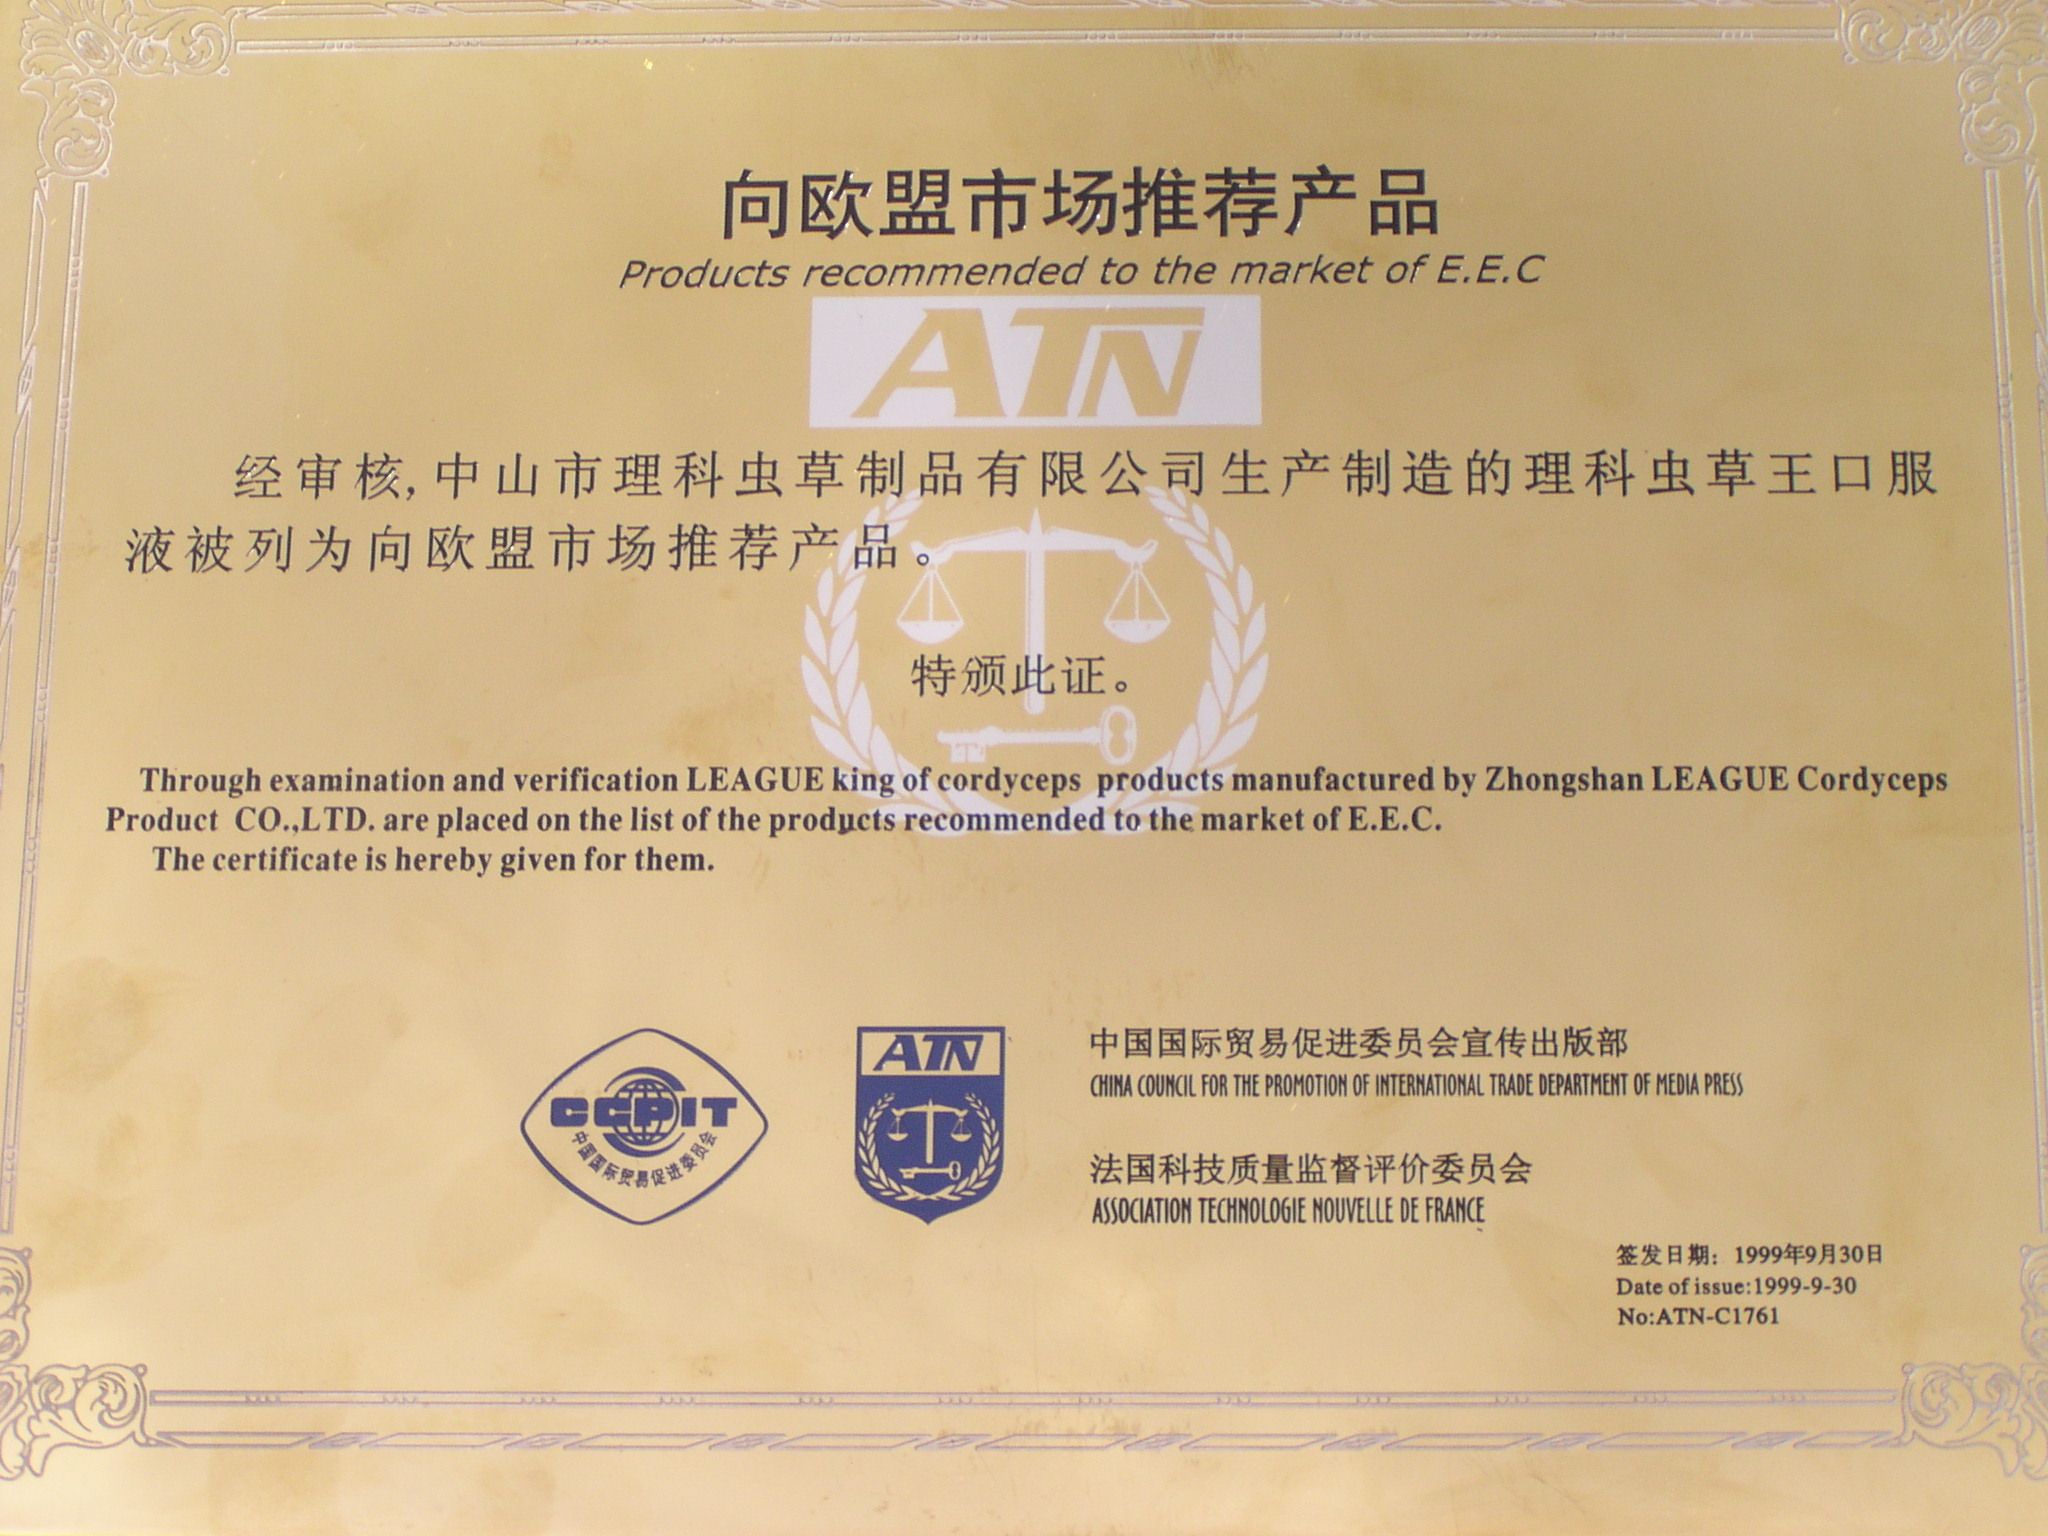 向欧盟市场推荐产品
Products recommended to the market of E.E.C
ATN
经审核,中山市理科虫草制品有限公司生产制造的理科虫草王口服
液被列为向欧盟市场推荐产品。
特颁此证。
Through examination and verification LEAGUE king of cordyceps products manufactured by Zhongshan LEAGUE Cordyceps
Product CO.,LTD. are placed on the list of the products recommended to the market of E.E.C.
The certificate is hereby given for them.
CCPIT
中国国际贸易促进委员会
ATN
中国国际贸易促进委员会宣传出版部
CHINA COUNCIL FOR THE PROMOTION OF INTERNATIONAL TRADE DEPARTMENT OF MEDIA PRESS
法国科技质量监督评价委员会
ASSOCIATION TECHNOLOGIE NOUVELLE DE FRANCE
签发日期：1999年9月30日
Date of issue:1999-9-30
No:ATN-C1761